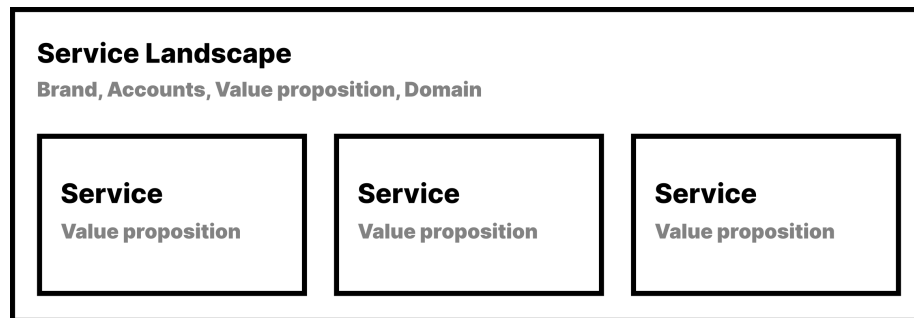 Service Landscape
Brand, Accounts, Value proposition, Domain
Service
Value proposition
Service
Value proposition
Service
Value proposition